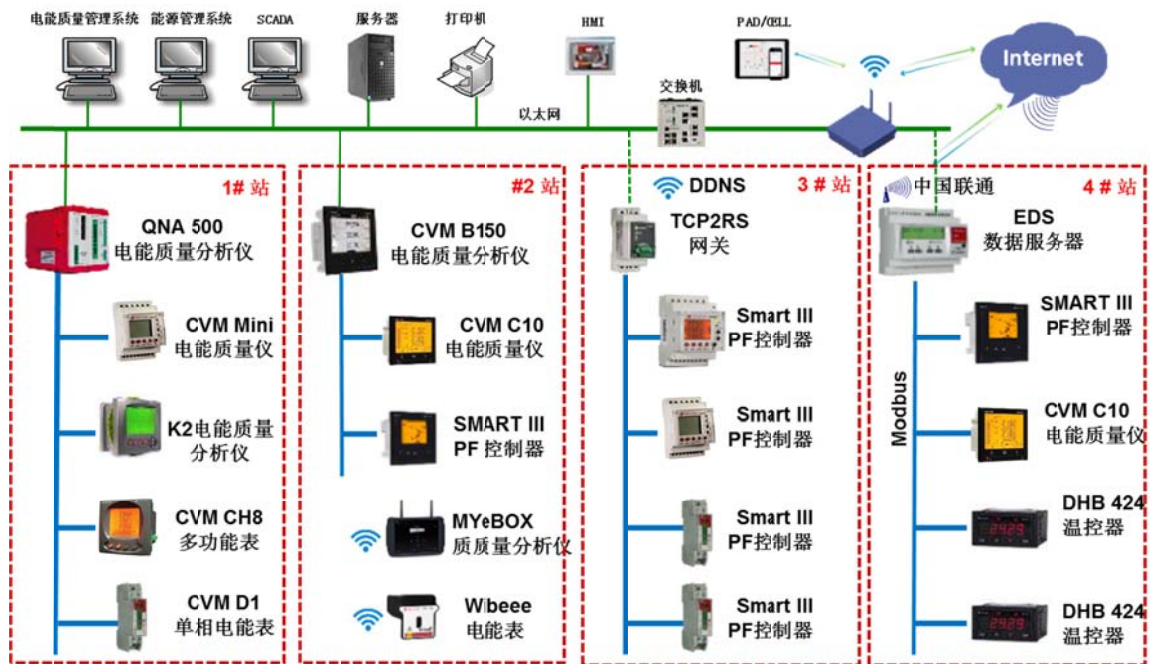 电能质量管理系统
能源管理系统
SCADA
服务器
打印机
HMI
PAD/CELL
Internet
交换机
以太网
1# 站
QNA 500
电能质量分析仪
CVM Mini
电能质量仪
K2电能质量
分析仪
CVM CH8
多功能表
CVM D1
单相电能表
#2 站
CVM B150
电能质量分析仪
CVM C10
电能质量仪
SMART III
PF 控制器
MYeBOX
质质量分析仪
Wibeee
电能表
3 # 站
DDNS
TCP2RS
网关
Smart III
PF控制器
Smart III
PF控制器
Smart III
PF控制器
Smart III
PF控制器
4 # 站
中国联通
EDS
数据服务器
Modbus
SMART III
PF控制器
CVM C10
电能质量仪
DHB 424
温控器
DHB 424
温控器